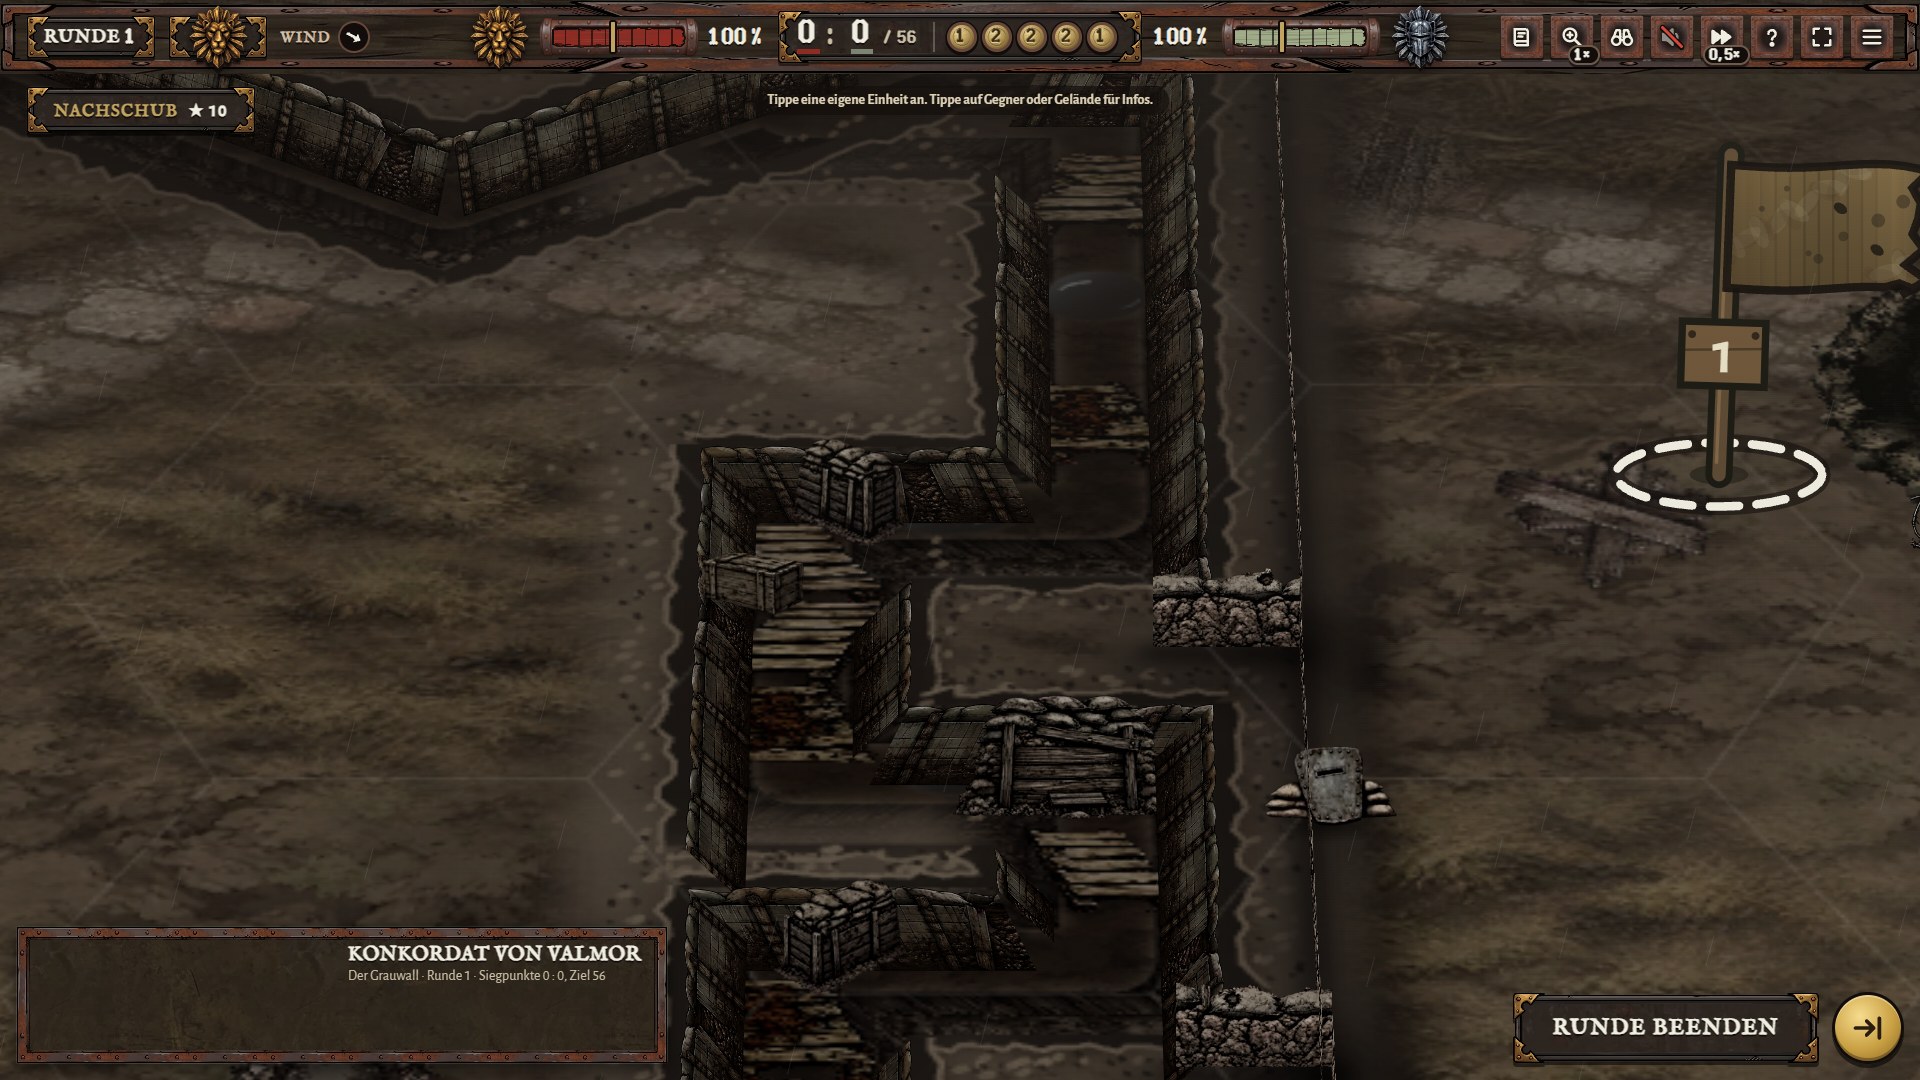 RUNDE 1
WIND
100 %
0 : 0 / 56
1 2 2 2 1
100 %
1×
0,5×
?
NACHSCHUB ★ 10
Tippe eine eigene Einheit an. Tippe auf Gegner oder Gelände für Infos.
1
KONKORDAT VON VALMOR
Der Grauwall · Runde 1 · Siegpunkte 0 : 0, Ziel 56
RUNDE BEENDEN